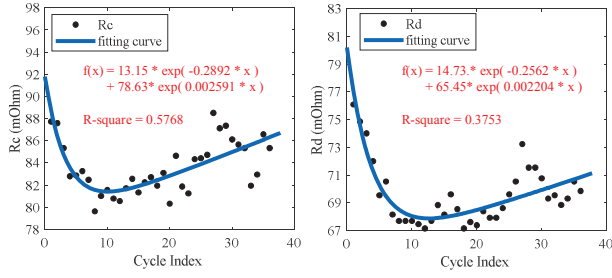 98
96
94
92
90
88
86
84
82
80
78
Rc (mOhm)
Rc
fitting curve
f(x) = 13.15 * exp( -0.2892 * x )
+ 78.63* exp( 0.002591 * x )
R-square = 0.5768
0 10 20 30 40
Cycle Index
83
81
79
77
75
73
71
69
67
Rd (mOhm)
Rd
fitting curve
f(x) = 14.73.* exp( -0.2562 * x )
+ 65.45* exp( 0.002204 * x )
R-square = 0.3753
0 10 20 30 40
Cycle Index